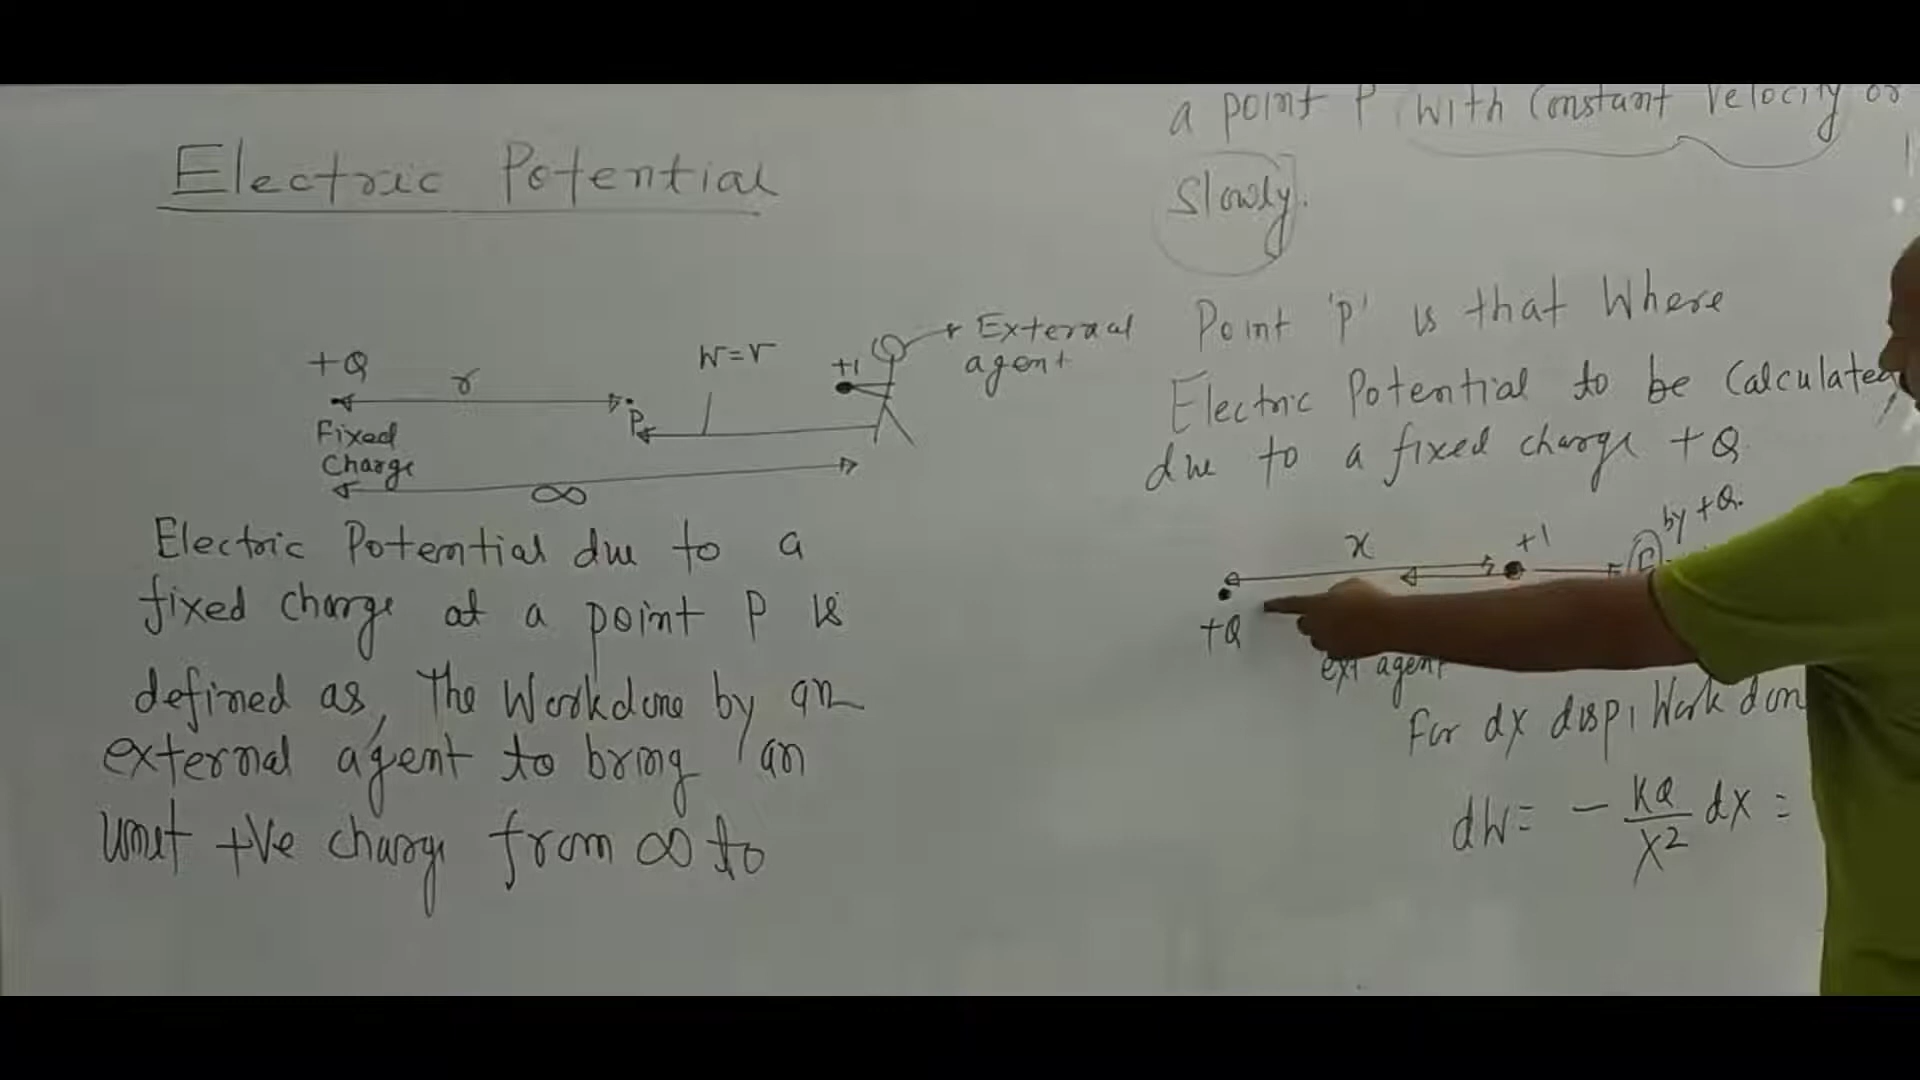 Electric Potential
+Q
r
W=V
+1
External
agent
P
Fixed
Charge
∞
Electric Potential due to a
fixed charge at a point P is
defined as, The Workdone by an
external agent to bring an
unit +ve charge from ∞ to
a point P with Constant Velocity or
Slowly.
Point 'P' is that Where
Electric Potential to be Calculated
due to a fixed charge +Q
x
+1
by +Q.
+Q
ext agent
For dx disp, Work don
dW = - KQ/X² dX =